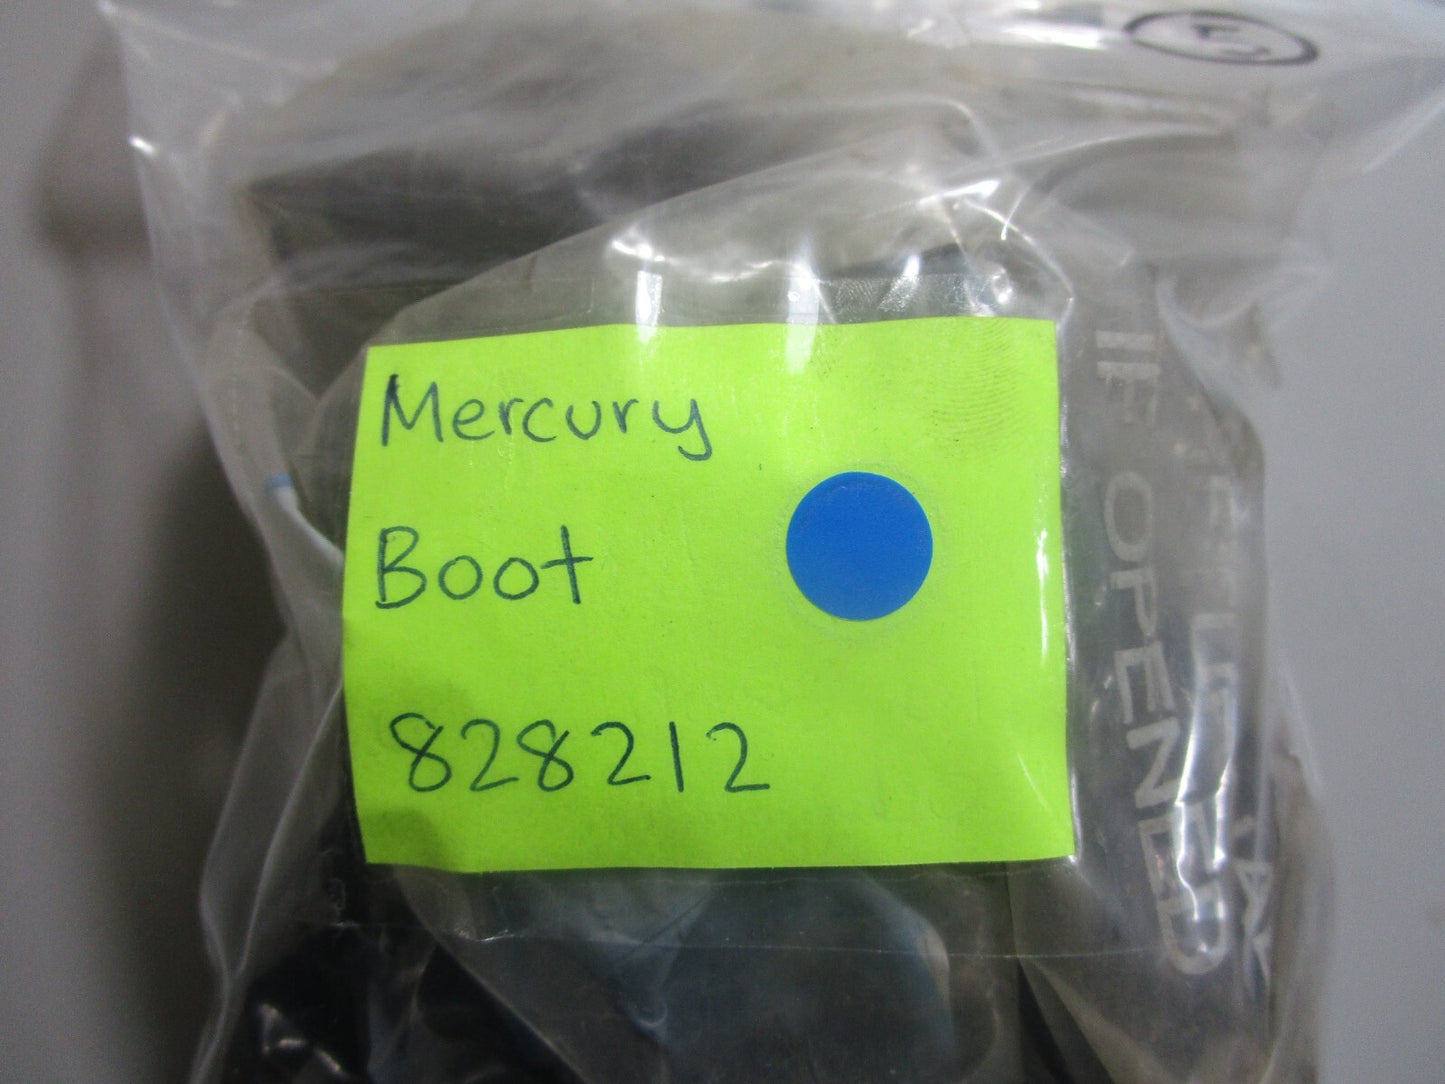 Mercury
Boot
828212
IF OPENED